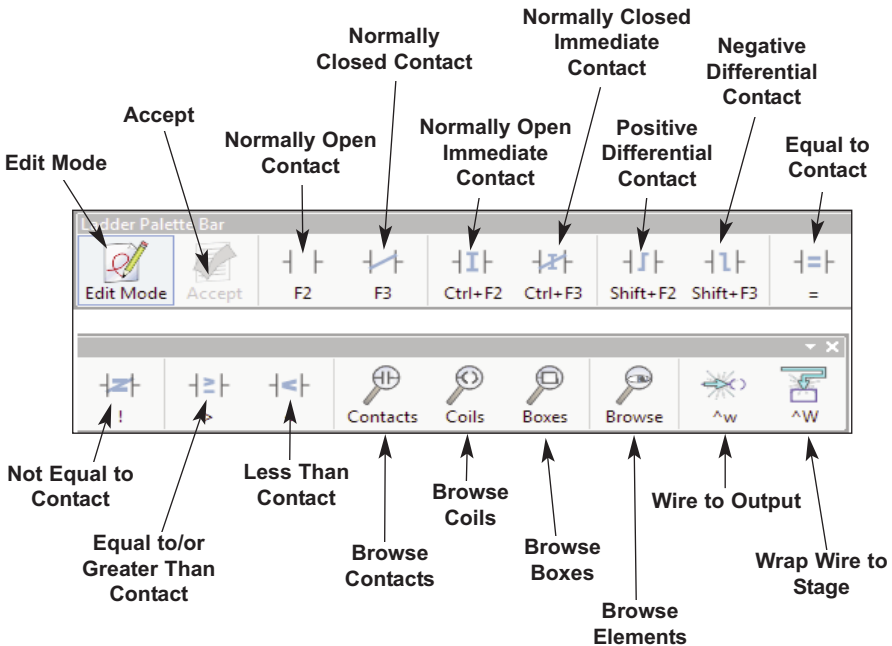 Normally
Closed Contact
Normally Closed
Immediate
Contact
Negative
Differential
Contact
Accept
Normally Open
Contact
Normally Open
Immediate
Contact
Positive
Differential
Contact
Equal to
Contact
Edit Mode
Ladder Palette Bar
Edit Mode
Accept
F2
F3
Ctrl+F2
Ctrl+F3
Shift+F2
Shift+F3
=
!
>
<
Contacts
Coils
Boxes
Browse
^w
^W
Not Equal to
Contact
Less Than
Contact
Browse
Coils
Wire to Output
Equal to/or
Greater Than
Contact
Browse
Contacts
Browse
Boxes
Wrap Wire to
Stage
Browse
Elements